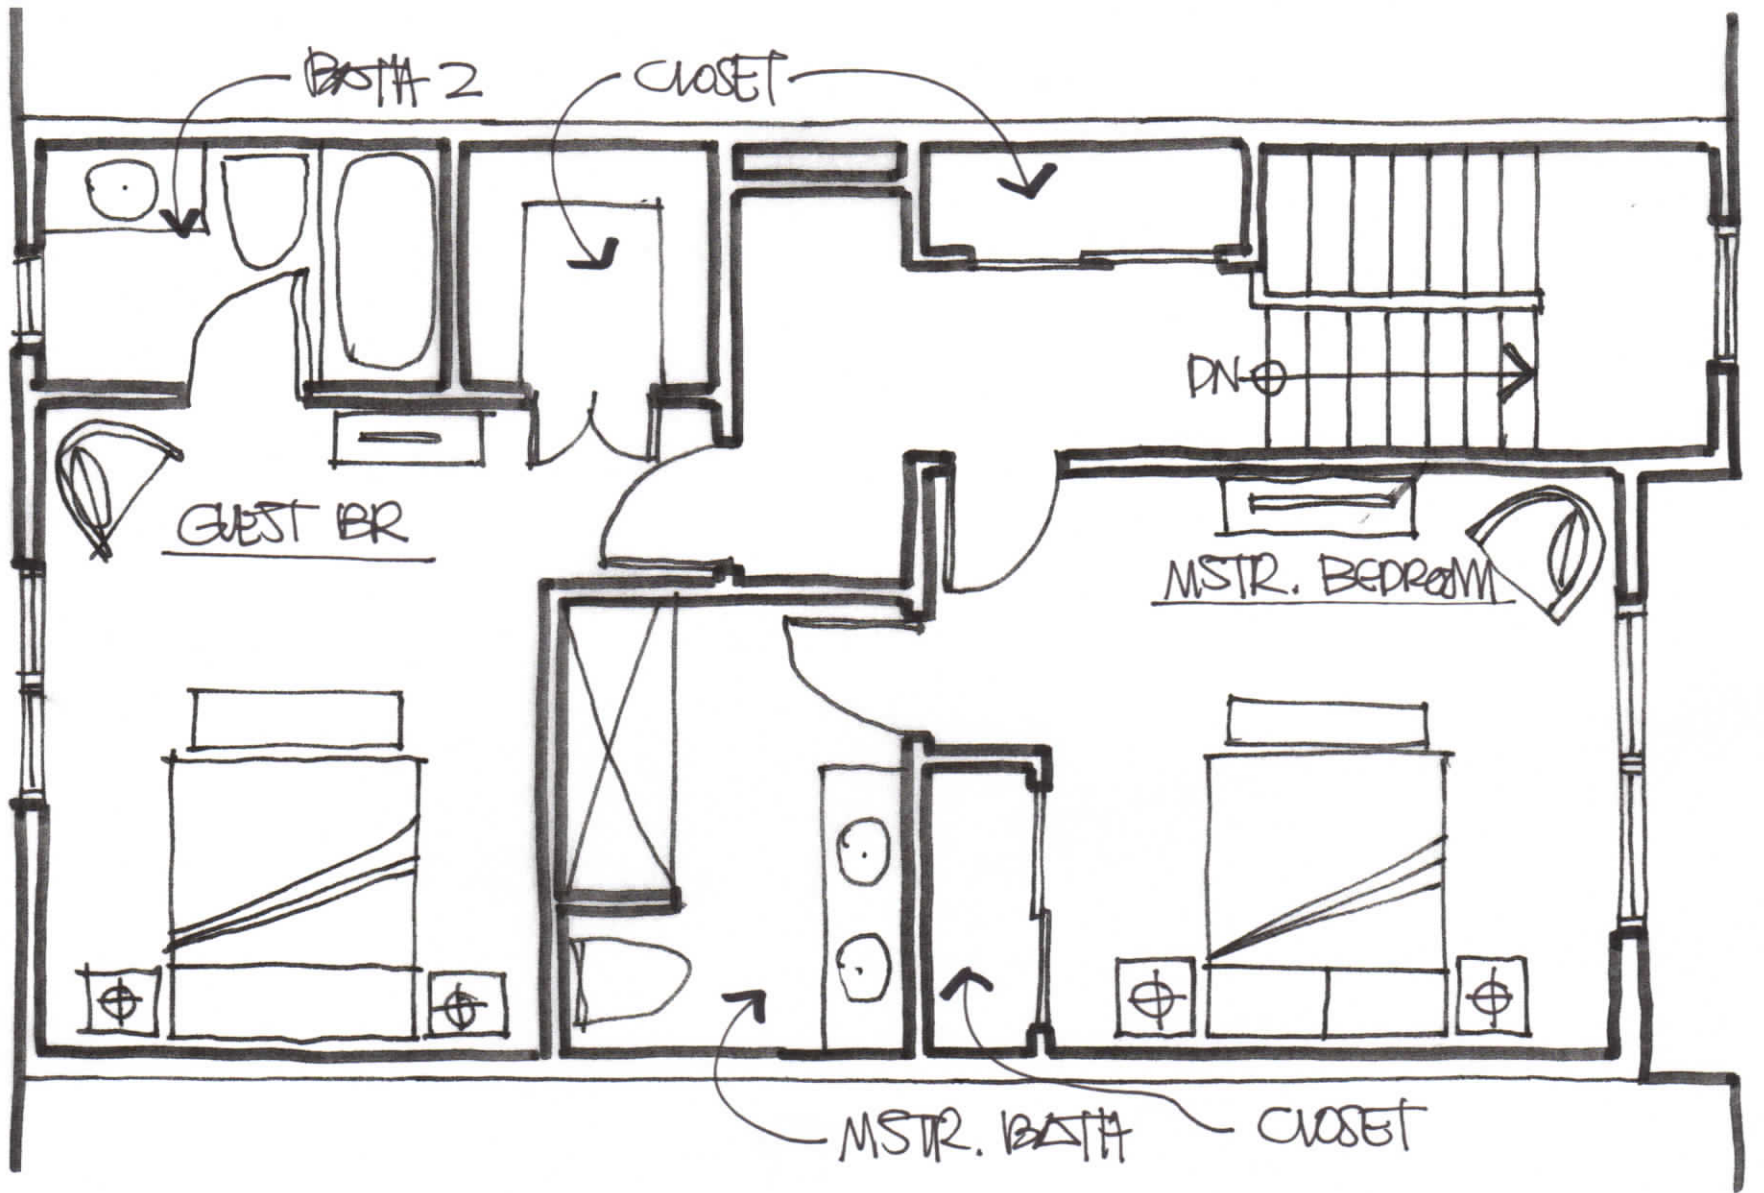 BATH 2
CLOSET
DN
GUEST BR
MSTR. BEDROOM
MSTR. BATH
CLOSET